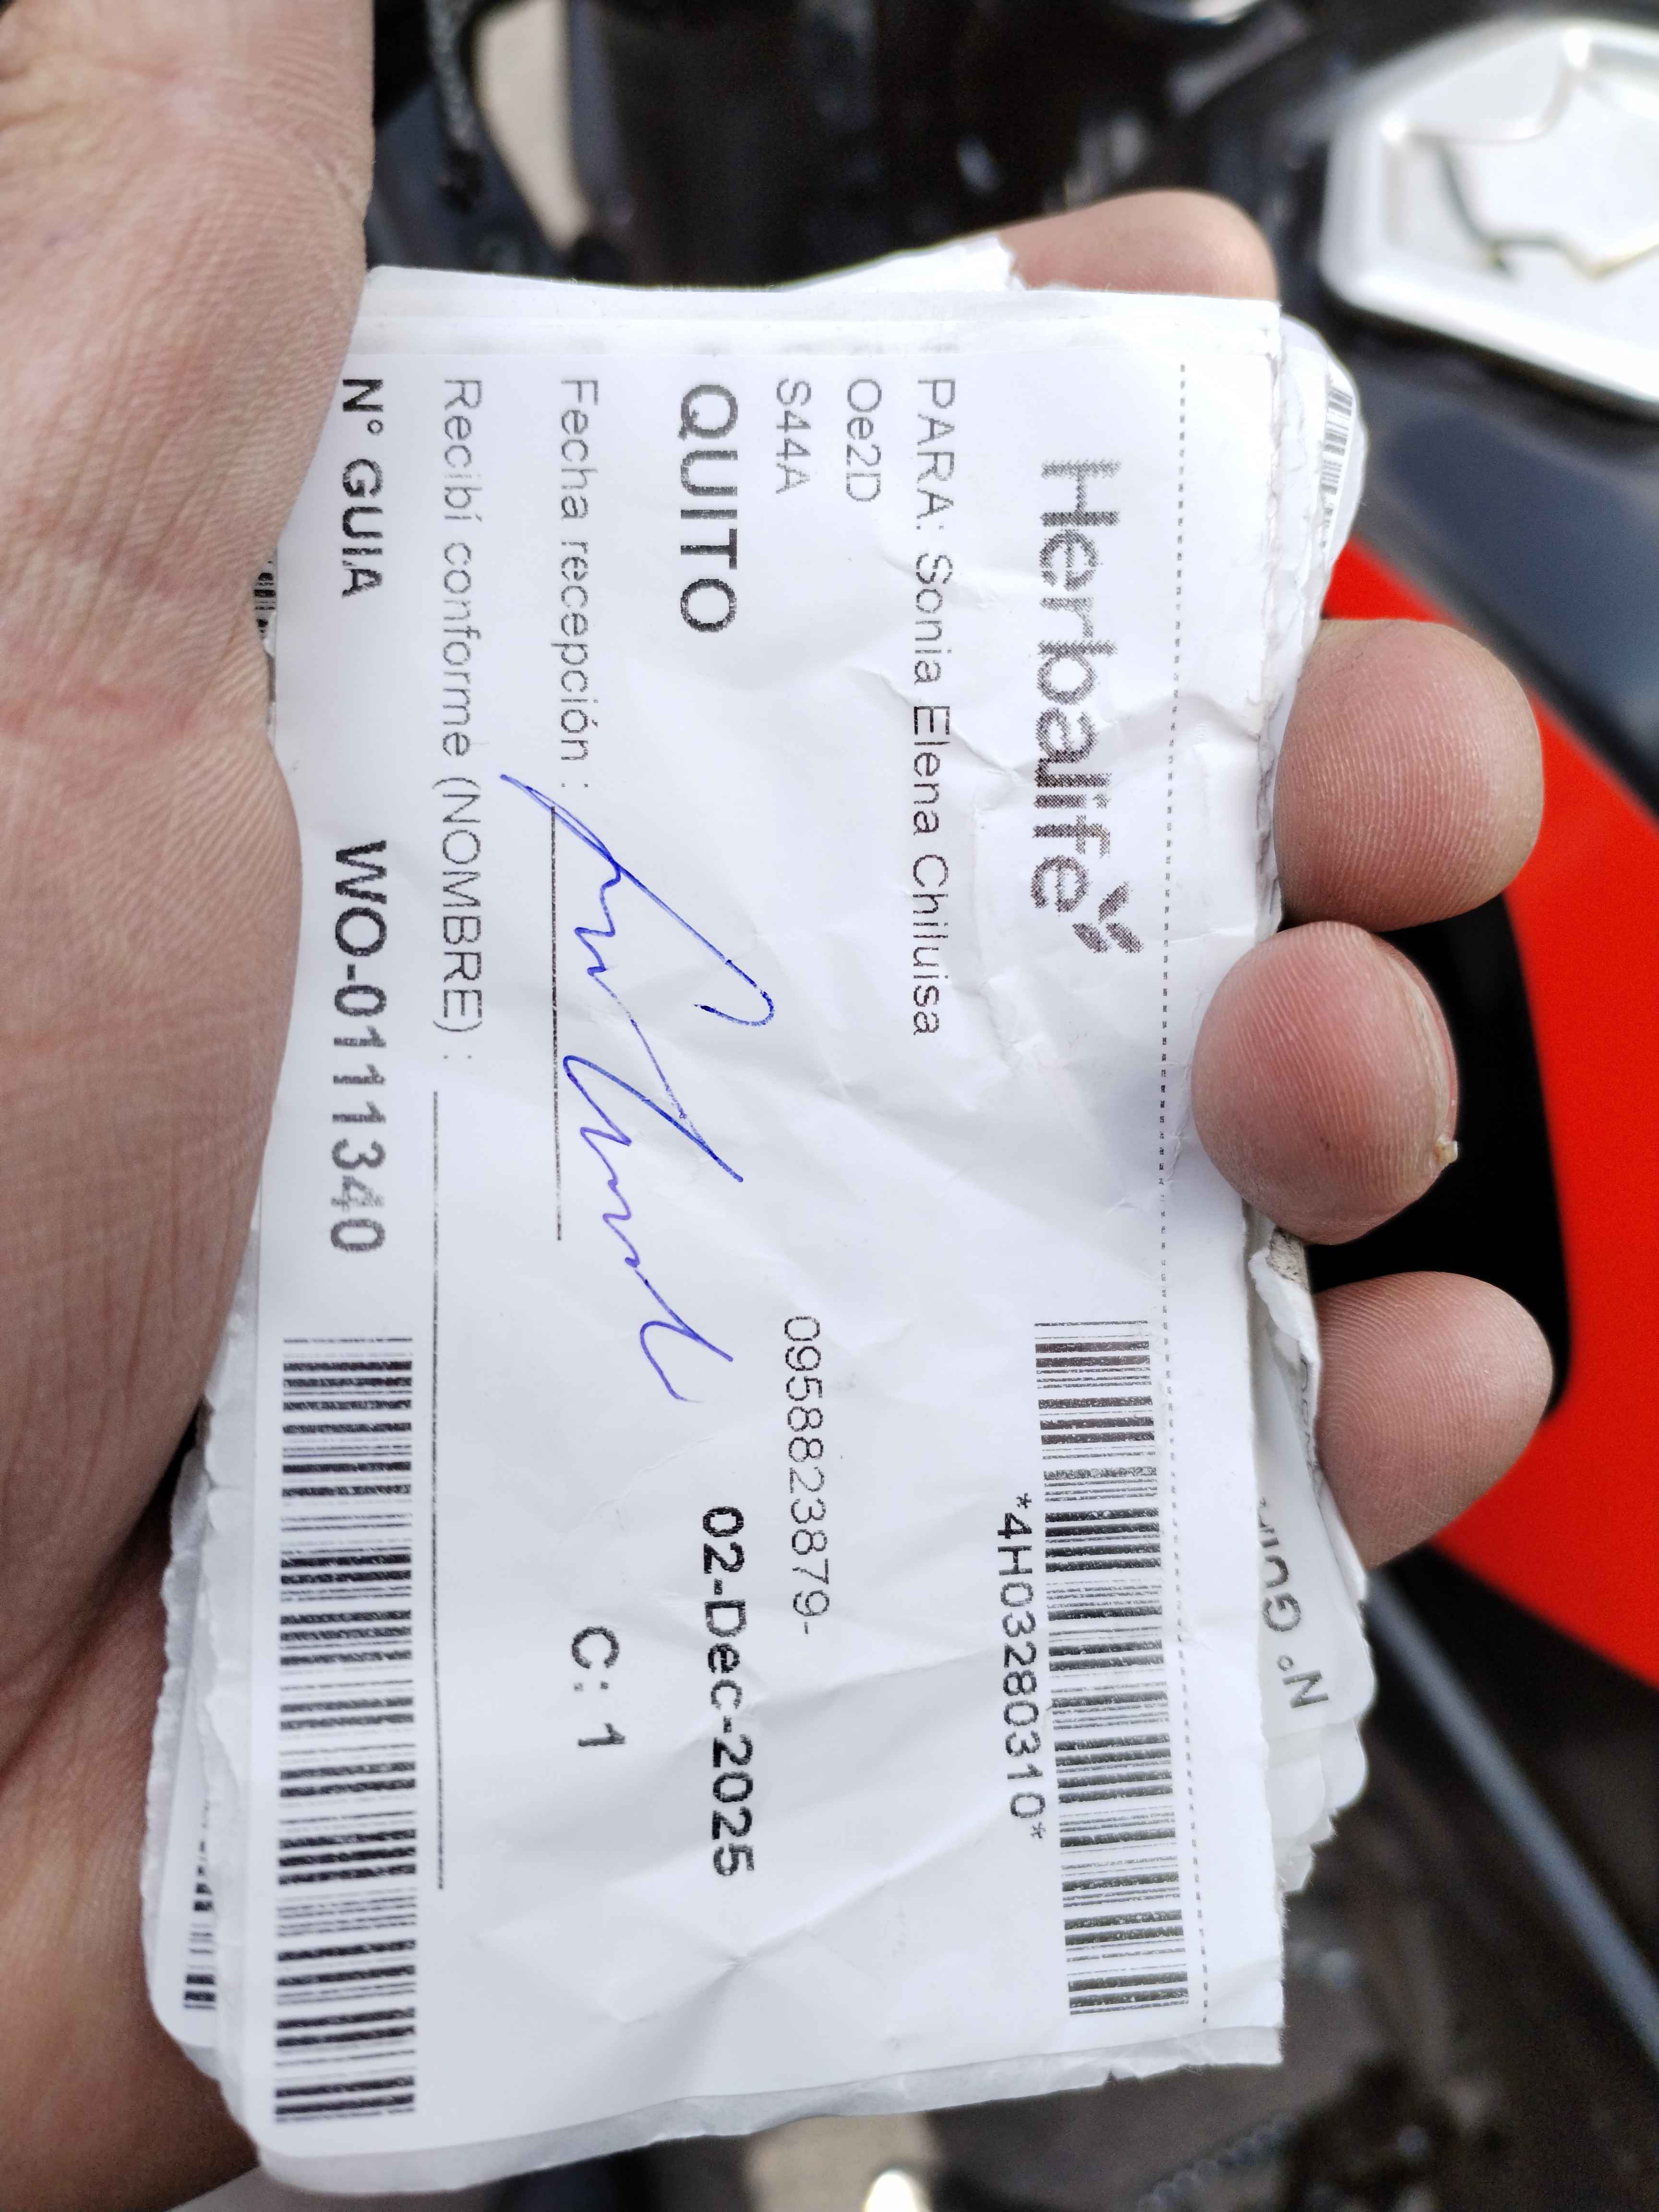 Herbalife
*4H03280310*
PARA: Sonia Elena Chiluisa
Oe2D
S44A 0958823879-
QUITO 02-Dec-2025
Fecha recepción :
C: 1
Recibí conforme (NOMBRE) :
N° GUIA WO-0111340
N° GUIA